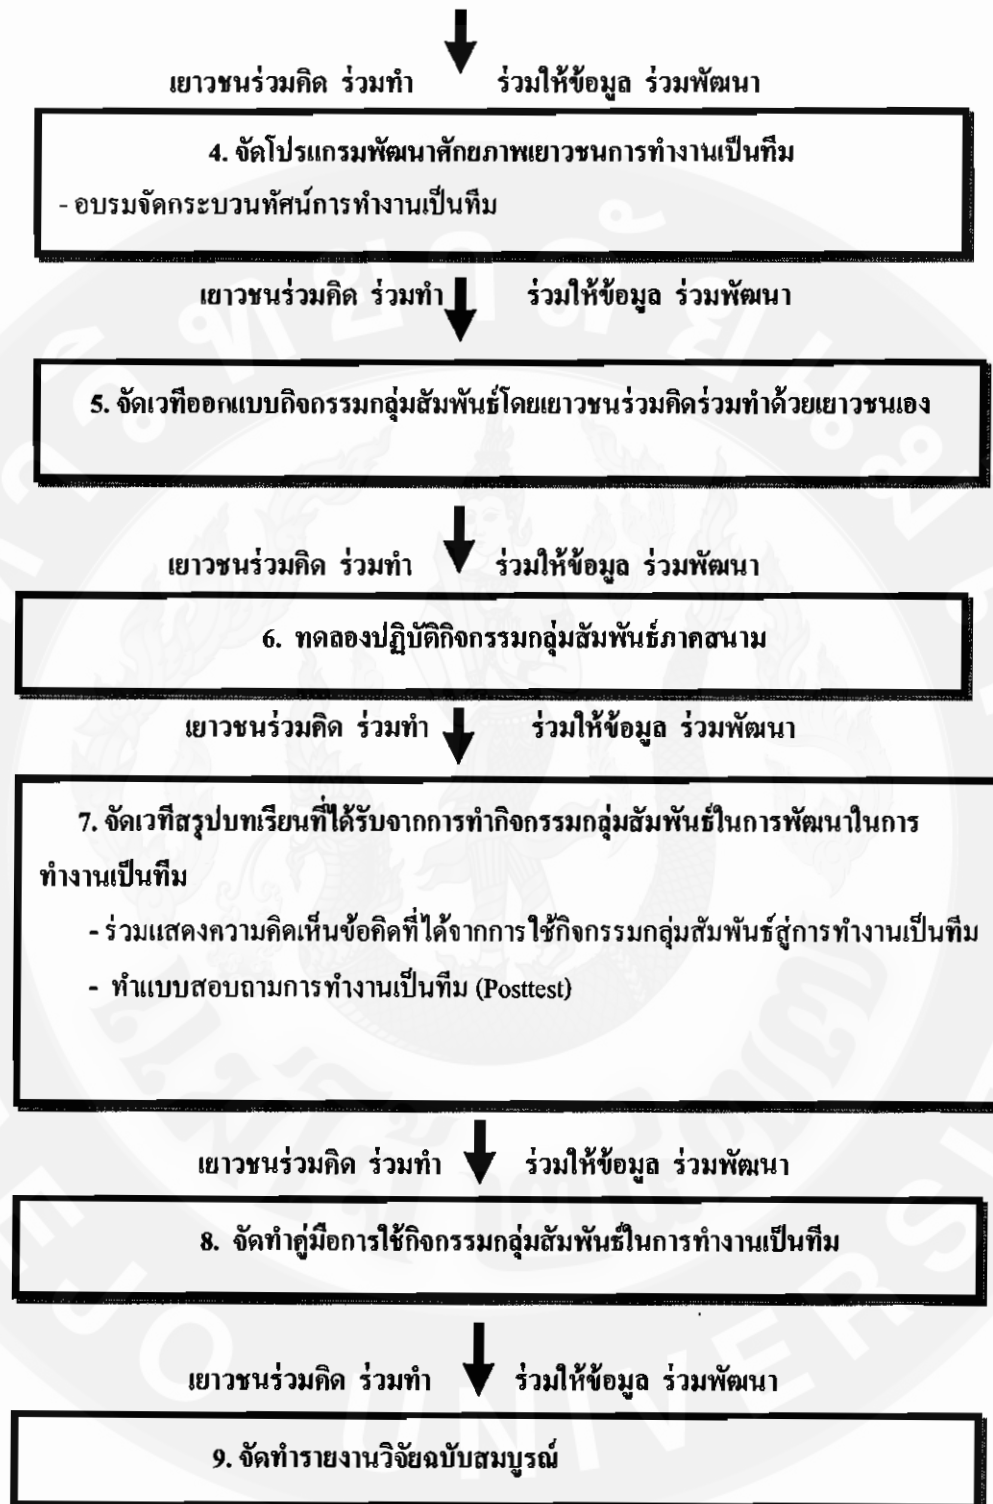 เยาวชนร่วมคิด ร่วมทำ ร่วมให้ข้อมูล ร่วมพัฒนา
4. จัดโปรแกรมพัฒนาศักยภาพเยาวชนการทำงานเป็นทีม
- อบรมจัดกระบวนทัศน์การทำงานเป็นทีม
เยาวชนร่วมคิด ร่วมทำ ร่วมให้ข้อมูล ร่วมพัฒนา
5. จัดเวทีออกแบบกิจกรรมกลุ่มสัมพันธ์โดยเยาวชนร่วมคิดร่วมทำด้วยเยาวชนเอง
เยาวชนร่วมคิด ร่วมทำ ร่วมให้ข้อมูล ร่วมพัฒนา
6. ทดลองปฏิบัติกิจกรรมกลุ่มสัมพันธ์ภาคสนาม
เยาวชนร่วมคิด ร่วมทำ ร่วมให้ข้อมูล ร่วมพัฒนา
7. จัดเวทีสรุปบทเรียนที่ได้รับจากการทำกิจกรรมกลุ่มสัมพันธ์ในการพัฒนาในการ
ทำงานเป็นทีม
- ร่วมแสดงความคิดเห็นข้อคิดที่ได้จากการใช้กิจกรรมกลุ่มสัมพันธ์สู่การทำงานเป็นทีม
- ทำแบบสอบถามการทำงานเป็นทีม (Posttest)
เยาวชนร่วมคิด ร่วมทำ ร่วมให้ข้อมูล ร่วมพัฒนา
8. จัดทำคู่มือการใช้กิจกรรมกลุ่มสัมพันธ์ในการทำงานเป็นทีม
เยาวชนร่วมคิด ร่วมทำ ร่วมให้ข้อมูล ร่วมพัฒนา
9. จัดทำรายงานวิจัยฉบับสมบูรณ์